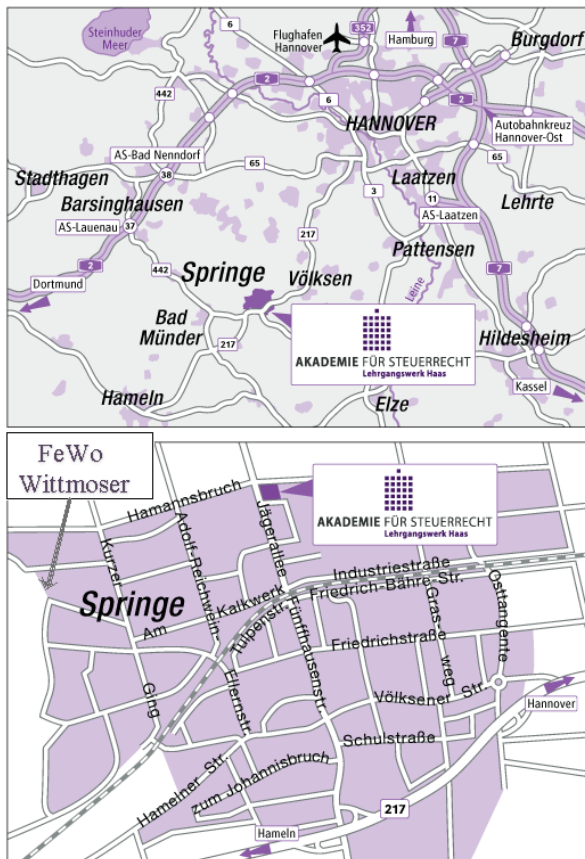 Steinhuder
Meer
6
Flughafen
Hannover
352
Hamburg
7
Burgdorf
2
442
6
2
HANNOVER
Autobahnkreuz
Hannover-Ost
AS-Bad Nenndorf
65
65
Stadthagen
38
3
Laatzen
11
Lehrte
Barsinghausen
AS-Laatzen
AS-Lauenau
37
217
Pattensen
2
442
Springe
Völksen
7
Dortmund
Leine
Bad
Münder
217
AKADEMIE FÜR STEUERRECHT
Lehrgangswerk Haas
Hildesheim
Kassel
Hameln
Elze
FeWo
Wittmoser
Hamannsbruch
AKADEMIE FÜR STEUERRECHT
Lehrgangswerk Haas
Kurzer
Adolf-Reichwein-
Jägerallee
Industriestraße
Friedrich-Bähre-Str.
Osttangente
Springe
Am Kalkwerk
Tulpenstr.
Fünfhausenstr.
Gras-
weg
Friedrichstraße
Ging
Ellernstr.
Völksener Str.
Hannover
Schulstraße
Hamelner Str.
zum Johannisbruch
217
Hameln